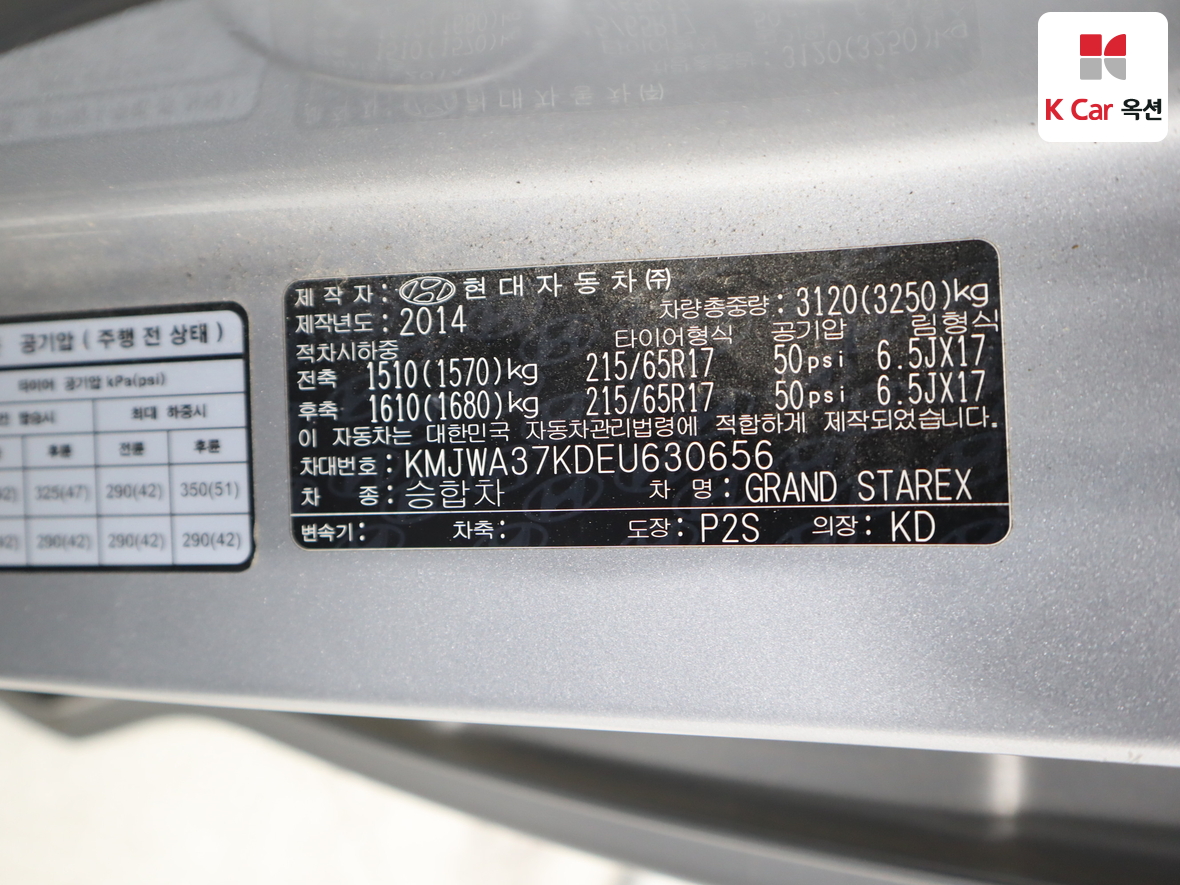 K Car 옥션
제 작 자 : 현 대 자 동 차 ㈜
제작년도 : 2014 차량총중량 : 3120(3250)kg
적차시하중 타이어형식 공기압 림형식
전축 1510(1570)kg 215/65R17 50psi 6.5JX17
후축 1610(1680)kg 215/65R17 50psi 6.5JX17
이 자동차는 대한민국 자동차관리법령에 적합하게 제작되었습니다.
차대번호 : KMJWA37KDEU630656
차 종 : 승합차 차 명 : GRAND STAREX
변속기 : 차축 : 도장 : P2S 의장 : KD
공기압 ( 주행 전 상태 )
타이어 공기압 kPa(psi)
최대 하중시
후륜 전륜 후륜
325(47) 290(42) 350(51)
290(42) 290(42) 290(42)